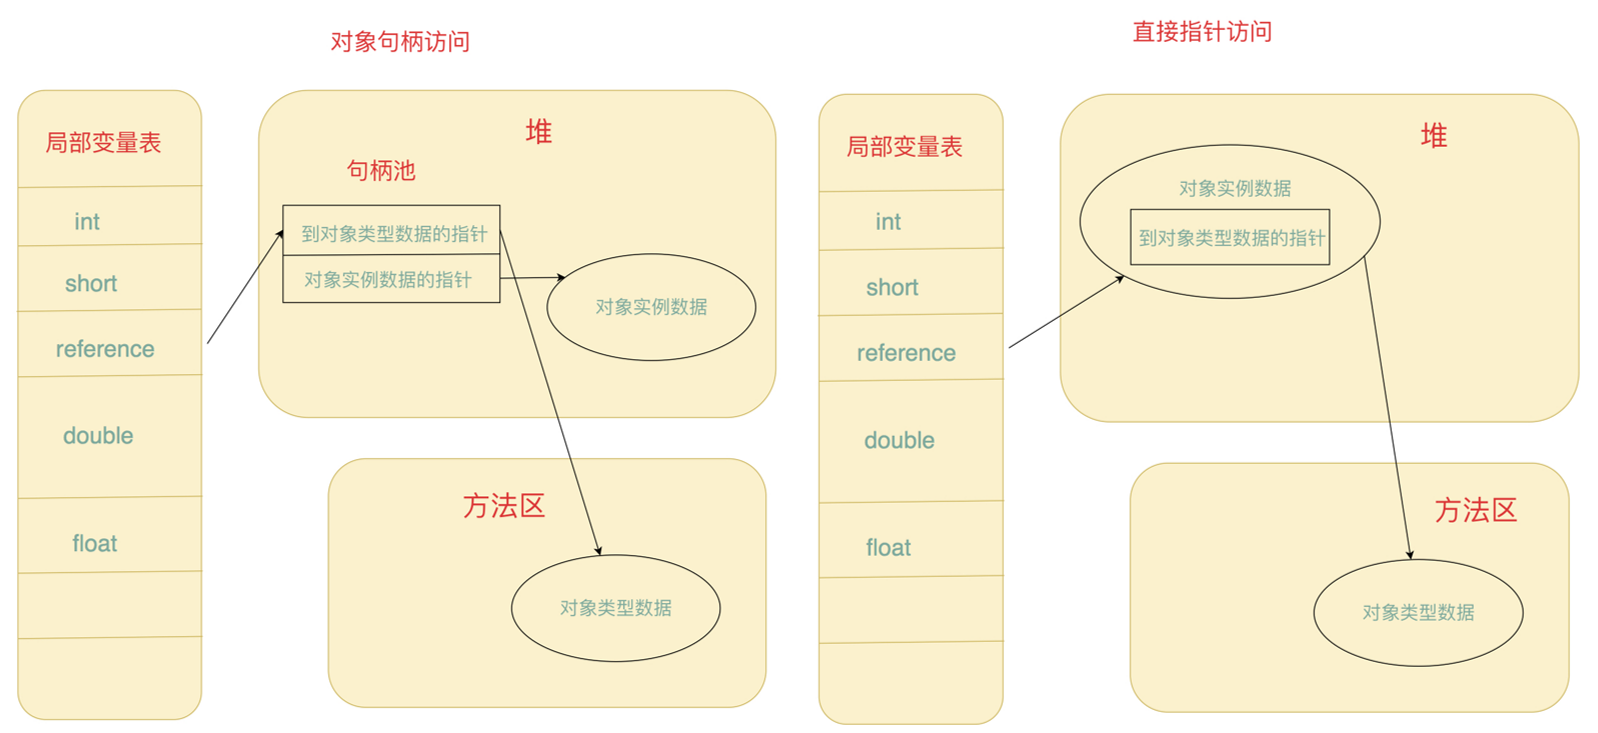 对象句柄访问
局部变量表
int
short
reference
double
float
堆
句柄池
到对象类型数据的指针
对象实例数据的指针
对象实例数据
方法区
对象类型数据
直接指针访问
局部变量表
int
short
reference
double
float
堆
对象实例数据
到对象类型数据的指针
方法区
对象类型数据